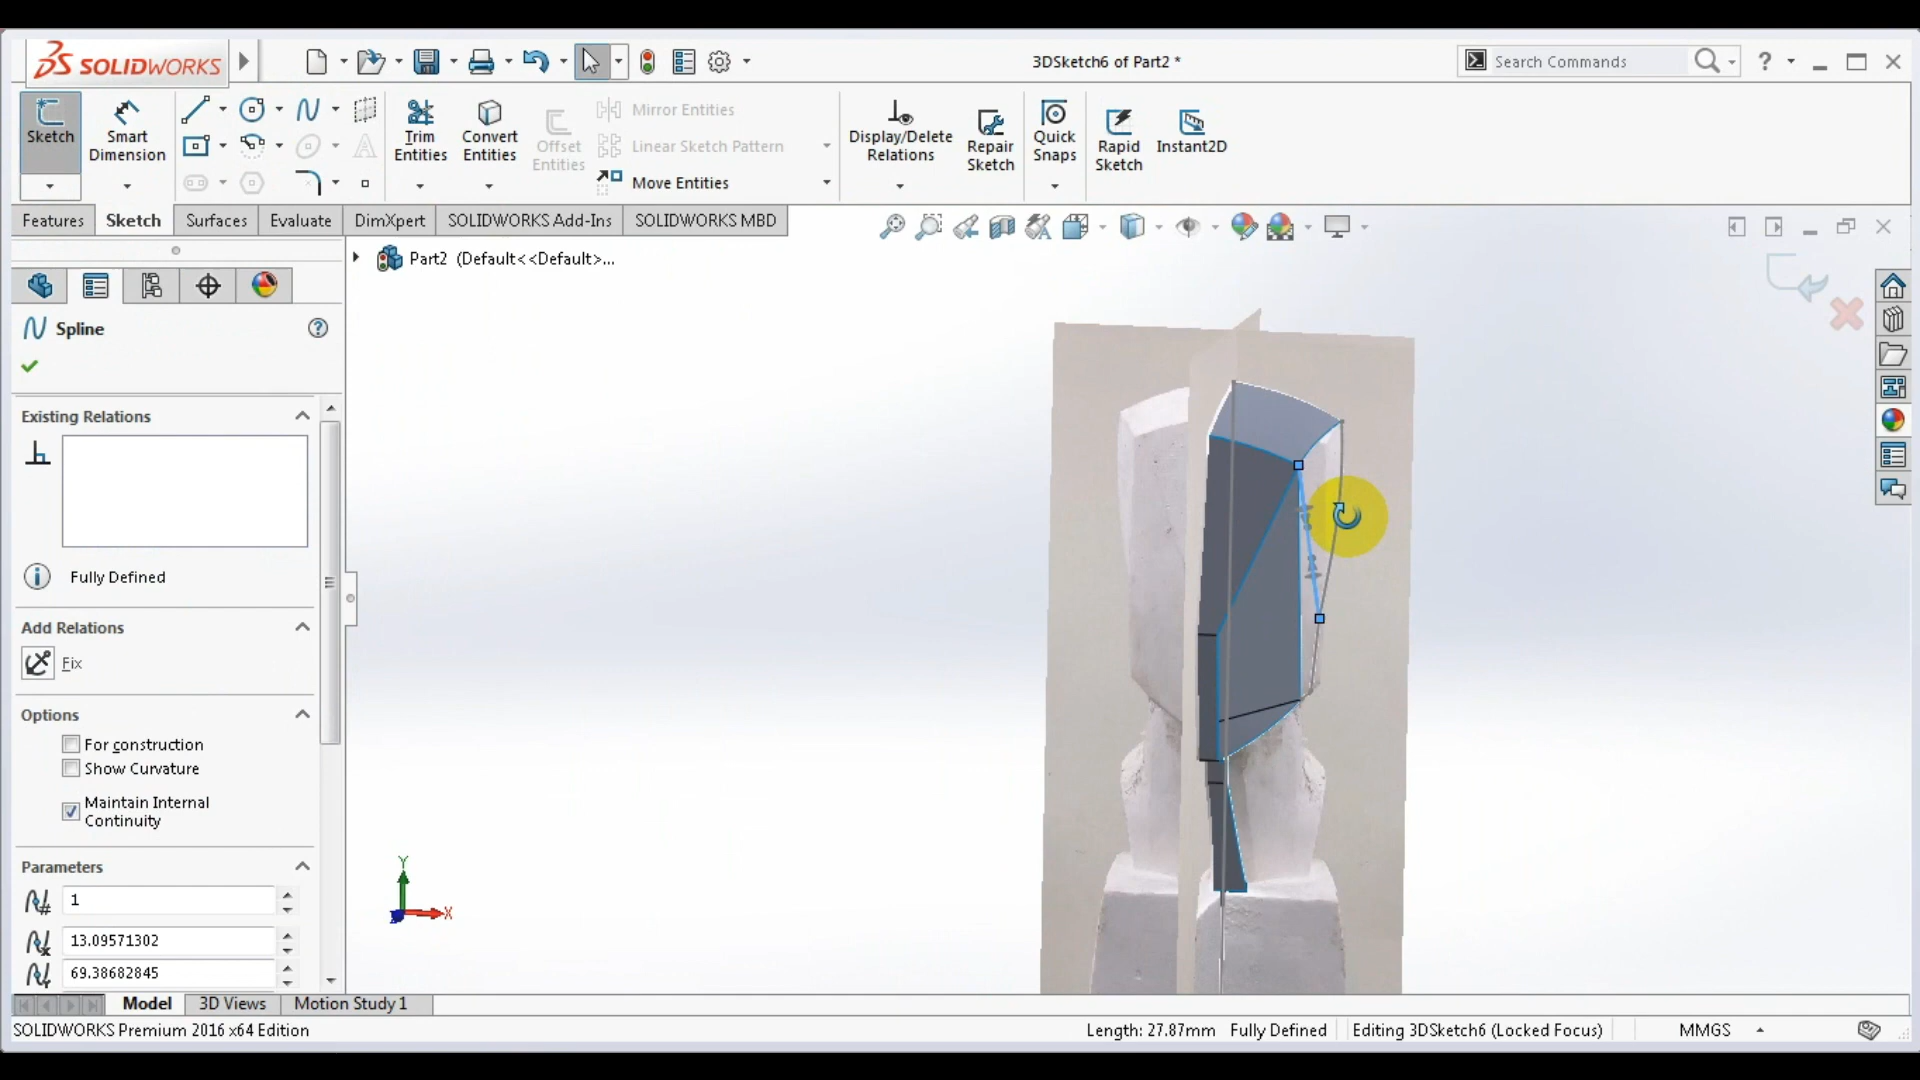 SOLIDWORKS
3DSketch6 of Part2 *
Search Commands
?
Sketch
Smart Dimension
Trim Entities
Convert Entities
Offset Entities
Mirror Entities
Linear Sketch Pattern
Move Entities
Display/Delete Relations
Repair Sketch
Quick Snaps
Rapid Sketch
Instant2D
Features
Sketch
Surfaces
Evaluate
DimXpert
SOLIDWORKS Add-Ins
SOLIDWORKS MBD
Part2 (Default<<Default>...
Spline
?
Existing Relations
Fully Defined
Add Relations
Fix
Options
For construction
Show Curvature
Maintain Internal
Continuity
Parameters
1
13.09571302
69.38682845
Y
X
Model
3D Views
Motion Study 1
SOLIDWORKS Premium 2016 x64 Edition
Length: 27.87mm
Fully Defined
Editing 3DSketch6 (Locked Focus)
MMGS